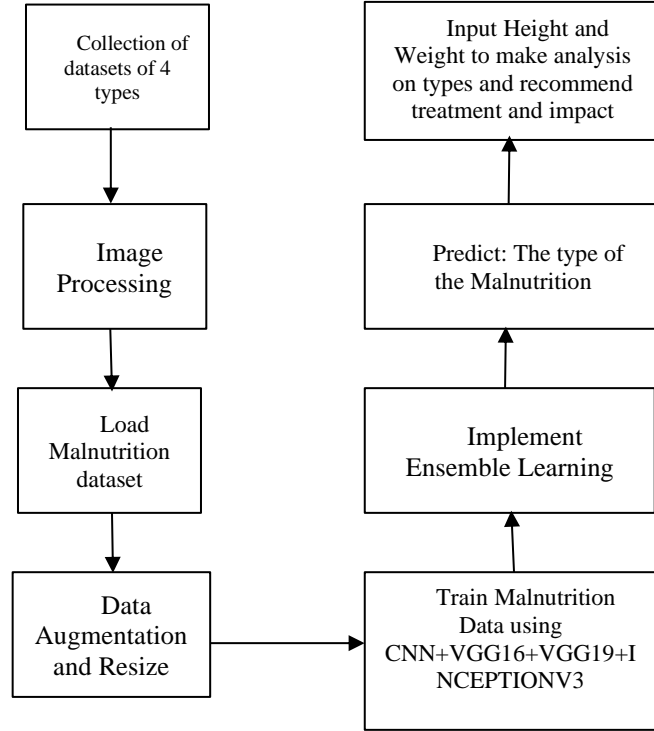 Collection of
datasets of 4
types
Image
Processing
Load
Malnutrition
dataset
Data
Augmentation
and Resize
Train Malnutrition
Data using
CNN+VGG16+VGG19+I
NCEPTIONV3
Implement
Ensemble Learning
Predict: The type of
the Malnutrition
Input Height and
Weight to make analysis
on types and recommend
treatment and impact